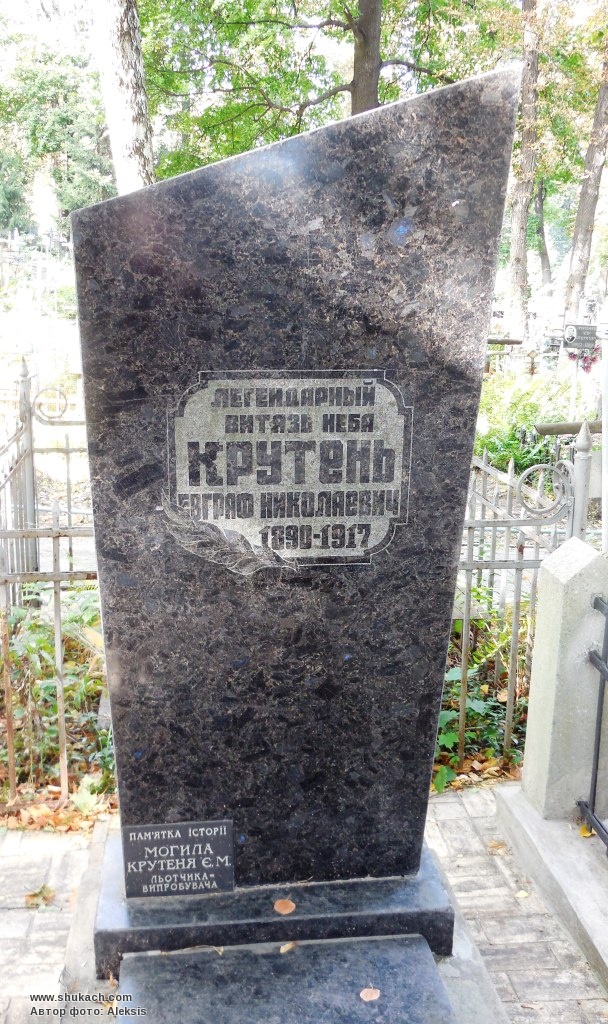 ЛЕГЕНДАРНЫЙ
ВИТЯЗЬ НЕБА
КРУТЕНЬ
ЕВГРАФ НИКОЛАЕВИЧ
1890-1917
ПАМ'ЯТКА ІСТОРІЇ
МОГИЛА
КРУТЕНЯ Є.М.
ЛЬОТЧИКА-
ВИПРОБУВАЧА
www.shukach.com
Автор фото: Aleksis